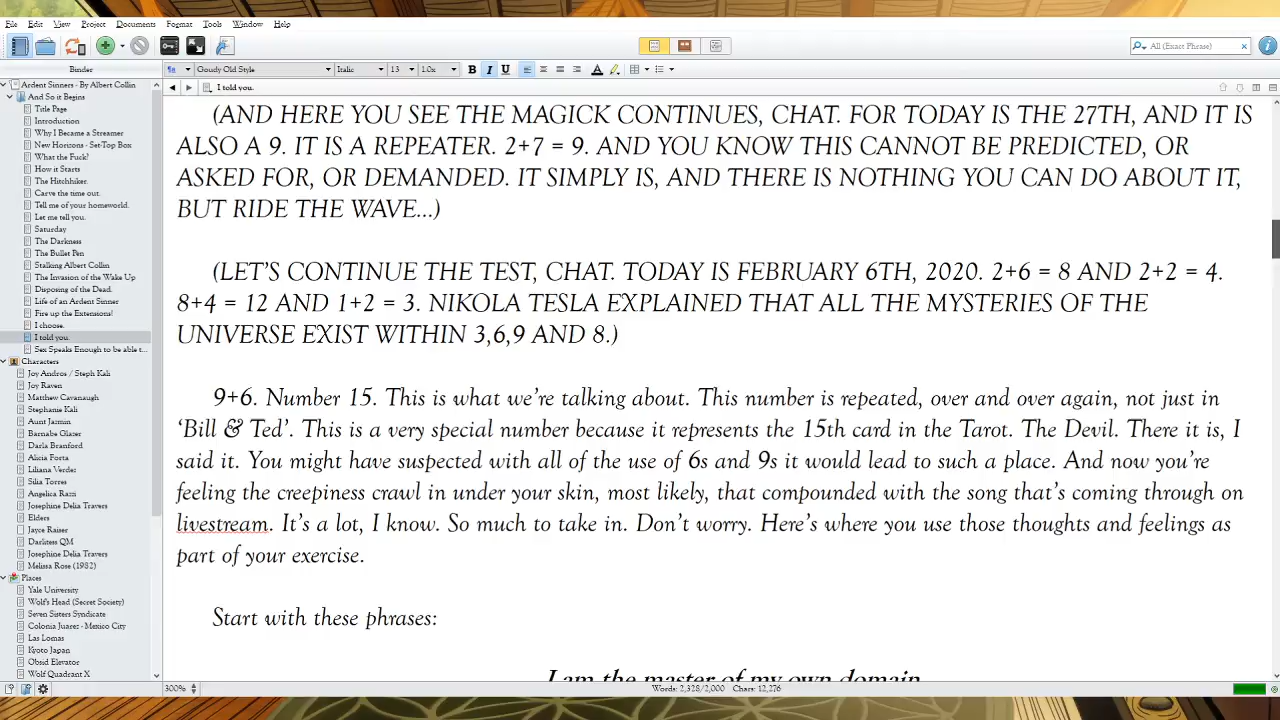 File Edit View Project Documents Format Tools Window Help
All (Exact Phrase)
Binder
Goudy Old Style Italic 13 1.0x B I U
I told you.
Ardent Sinners - By Albert Collin
And So it Begins
Title Page
Introduction
Why I Became a Streamer
New Horizons - Set-Top Box
What the Fuck?
How it Starts
The Hitchhiker.
Carve the time out.
Tell me of your homeworld.
Let me tell you.
Saturday
The Darkness
The Bullet Pen
Stalking Albert Collin
The Invasion of the Wake Up
Disposing of the Dead.
Life of an Ardent Sinner
Fire up the Extensions!
I choose.
I told you.
Sex Speaks Enough to be able t...
Characters
Joy Andros / Steph Kali
Joy Raven
Matthew Cavanaugh
Stephanie Kali
Aunt Jazmin
Barnabe Glazer
Darla Branford
Alicia Forta
Liliana Verdes
Silia Torres
Angelica Razzi
Josephine Delia Travers
Elders
Jayce Raiser
Darlites QM
Josephine Delia Travers
Melissa Rose (1982)
Places
Yale University
Wolf's Head (Secret Society)
Seven Sisters Syndicate
Colonia Juarez - Mexico City
Las Lomas
Kyoto Japan
Obsid Elevator
Wolf Quadrant X
(AND HERE YOU SEE THE MAGICK CONTINUES, CHAT. FOR TODAY IS THE 27TH, AND IT IS
ALSO A 9. IT IS A REPEATER. 2+7 = 9. AND YOU KNOW THIS CANNOT BE PREDICTED, OR
ASKED FOR, OR DEMANDED. IT SIMPLY IS, AND THERE IS NOTHING YOU CAN DO ABOUT IT,
BUT RIDE THE WAVE...)
(LET'S CONTINUE THE TEST, CHAT. TODAY IS FEBRUARY 6TH, 2020. 2+6 = 8 AND 2+2 = 4.
8+4 = 12 AND 1+2 = 3. NIKOLA TESLA EXPLAINED THAT ALL THE MYSTERIES OF THE
UNIVERSE EXIST WITHIN 3,6,9 AND 8.)
9+6. Number 15. This is what we're talking about. This number is repeated, over and over again, not just in
'Bill & Ted'. This is a very special number because it represents the 15th card in the Tarot. The Devil. There it is, I
said it. You might have suspected with all of the use of 6s and 9s it would lead to such a place. And now you're
feeling the creepiness crawl in under your skin, most likely, that compounded with the song that's coming through on
livestream. It's a lot, I know. So much to take in. Don't worry. Here's where you use those thoughts and feelings as
part of your exercise.
Start with these phrases:
I am the master of my own domain
300% Words: 2,328/2,000 Chars: 12,276